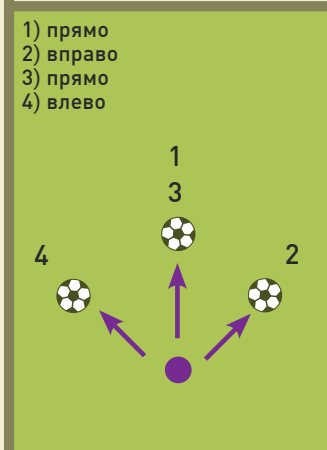 1) прямо
2) вправо
3) прямо
4) влево
1
3
4
2